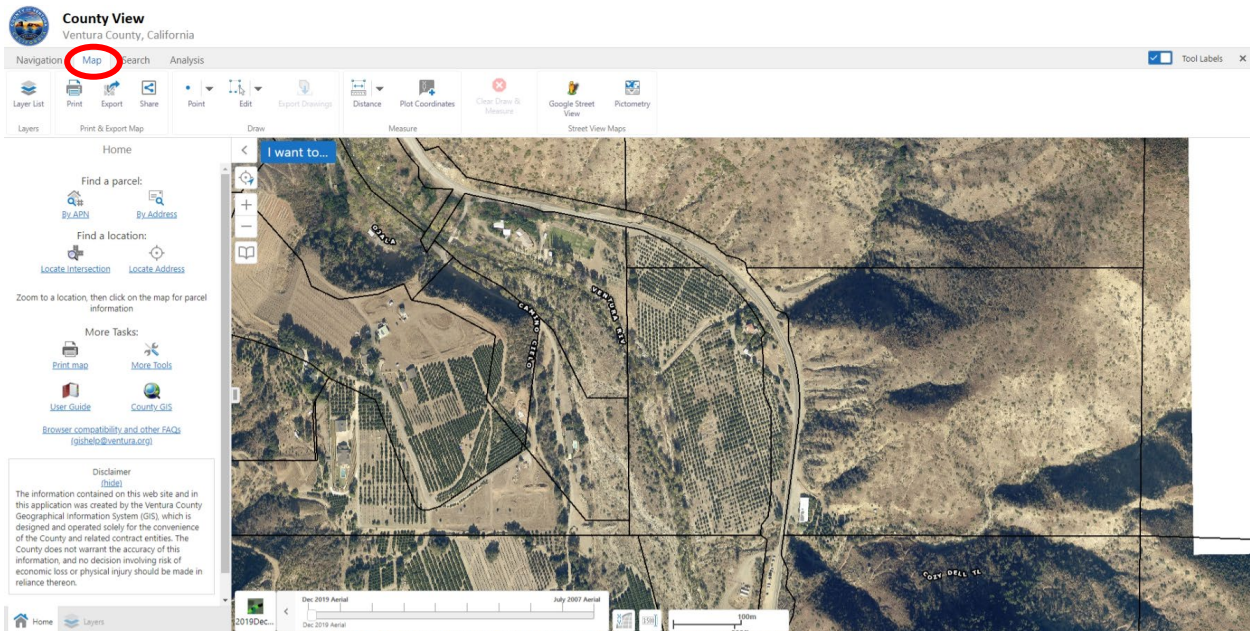 County View
Ventura County, California
Navigation Map Search Analysis
Tool Labels
Layer List Print Export Share Point Edit Export Drawings Distance Plot Coordinates Clear Draw & Measure Google Street View Pictometry
Layers Print & Export Map Draw Measure Street View Maps
Home
I want to...
Find a parcel:
By APN By Address
Find a location:
Locate Intersection Locate Address
Zoom to a location, then click on the map for parcel
information
More Tasks:
Print map More Tools
User Guide County GIS
Browser compatibility and other FAQs
(gishelp@ventura.org)
Disclaimer
(hide)
The information contained on this web site and in
this application was created by the Ventura County
Geographical Information System (GIS), which is
designed and operated solely for the convenience
of the County and related contract entities. The
County does not warrant the accuracy of this
information, and no decision involving risk of
economic loss or physical injury should be made in
reliance thereon.
Home Layers
OJALA
CAMINO CIELO
VENTURA REV
COZY DELL TL
2019Dec...
Dec 2019 Aerial July 2007 Aerial
Dec 2019 Aerial
100m